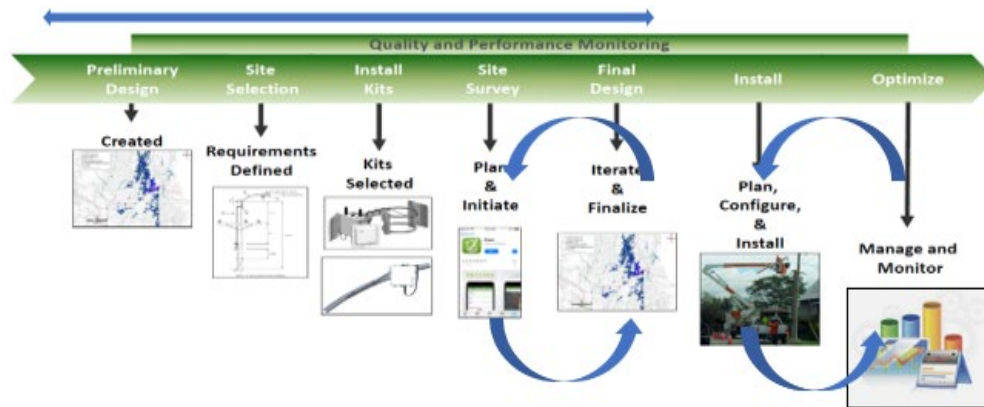 Quality and Performance Monitoring
Preliminary
Design
Site
Selection
Install
Kits
Site
Survey
Final
Design
Install
Optimize
Created
Requirements
Defined
Kits
Selected
Plan
&
Initiate
Iterate
&
Finalize
Plan,
Configure,
&
Install
Manage and
Monitor